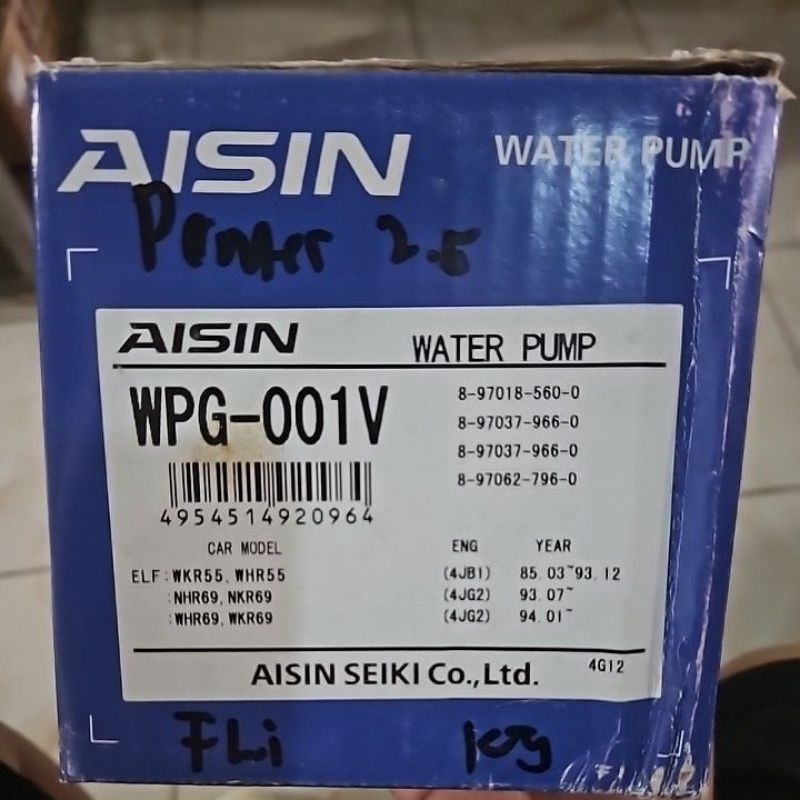 AISIN WATER PUMP
Panter 2.5
AISIN WATER PUMP
WPG-001V
8-97018-560-0
8-97037-966-0
8-97037-966-0
8-97062-796-0
4954514920964
CAR MODEL ENG YEAR
ELF:WKR55, WHR55 (4JB1) 85.03~93.12
:NHR69, NKR69 (4JG2) 93.07~
:WHR69, WKR69 (4JG2) 94.01~
AISIN SEIKI Co.,Ltd. 4G12